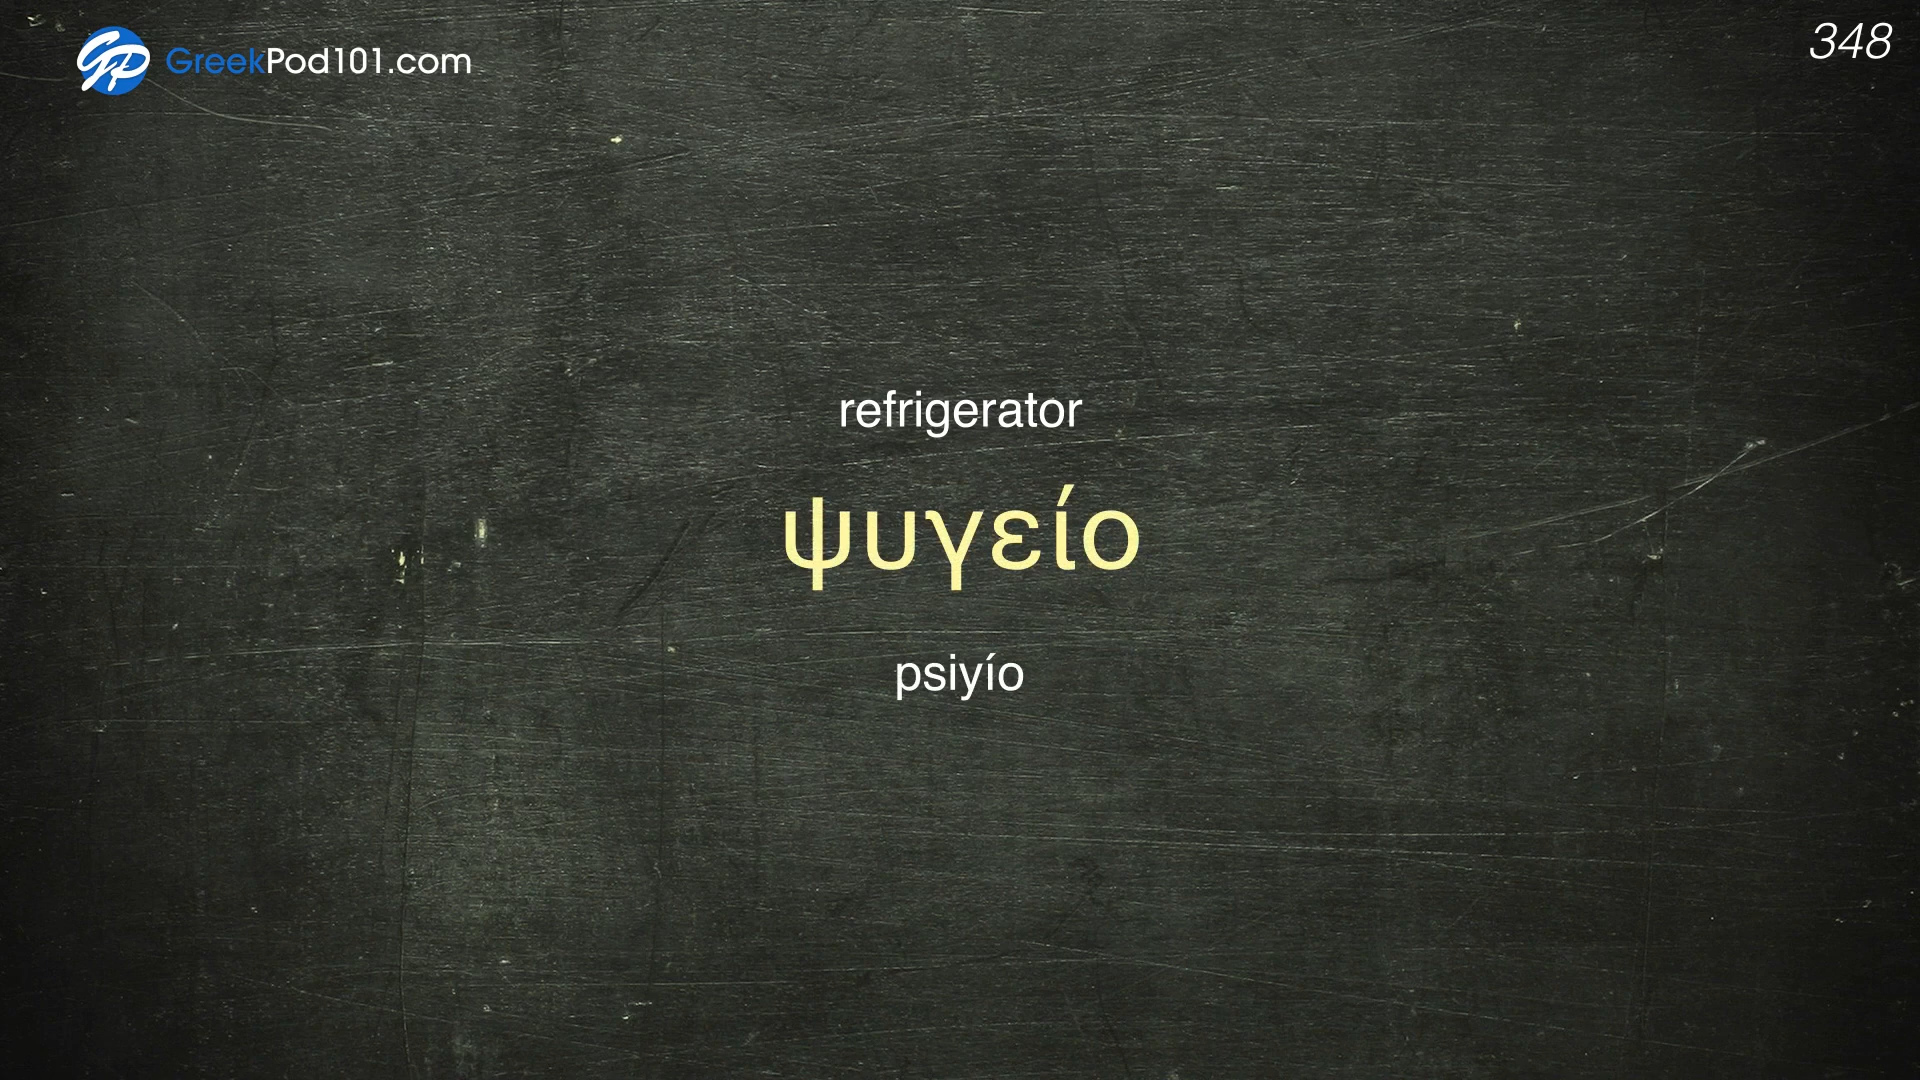 GreekPod101.com
348
refrigerator
ψυγείο
psiyío